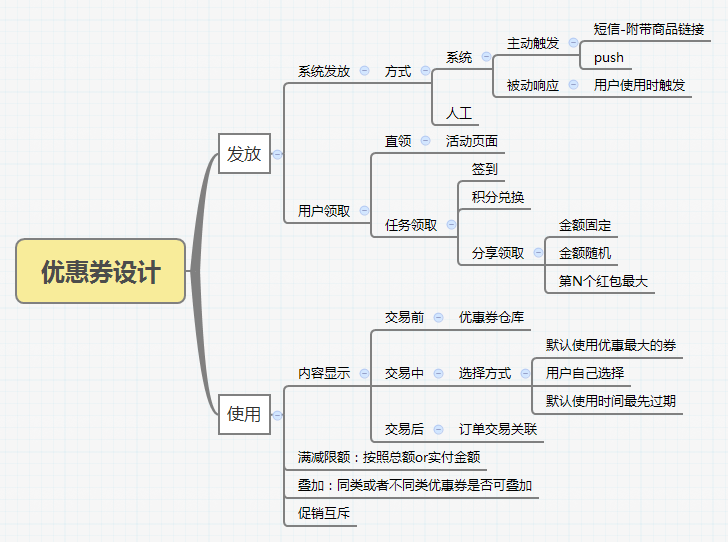 优惠券设计
发放
系统发放
方式
系统
主动触发
短信-附带商品链接
push
被动响应
用户使用时触发
人工
用户领取
直领
活动页面
任务领取
签到
积分兑换
分享领取
金额固定
金额随机
第N个红包最大
使用
内容显示
交易前
优惠券仓库
交易中
选择方式
默认使用优惠最大的券
用户自己选择
默认使用时间最先过期
交易后
订单交易关联
满减限额：按照总额or实付金额
叠加：同类或者不同类优惠券是否可叠加
促销互斥